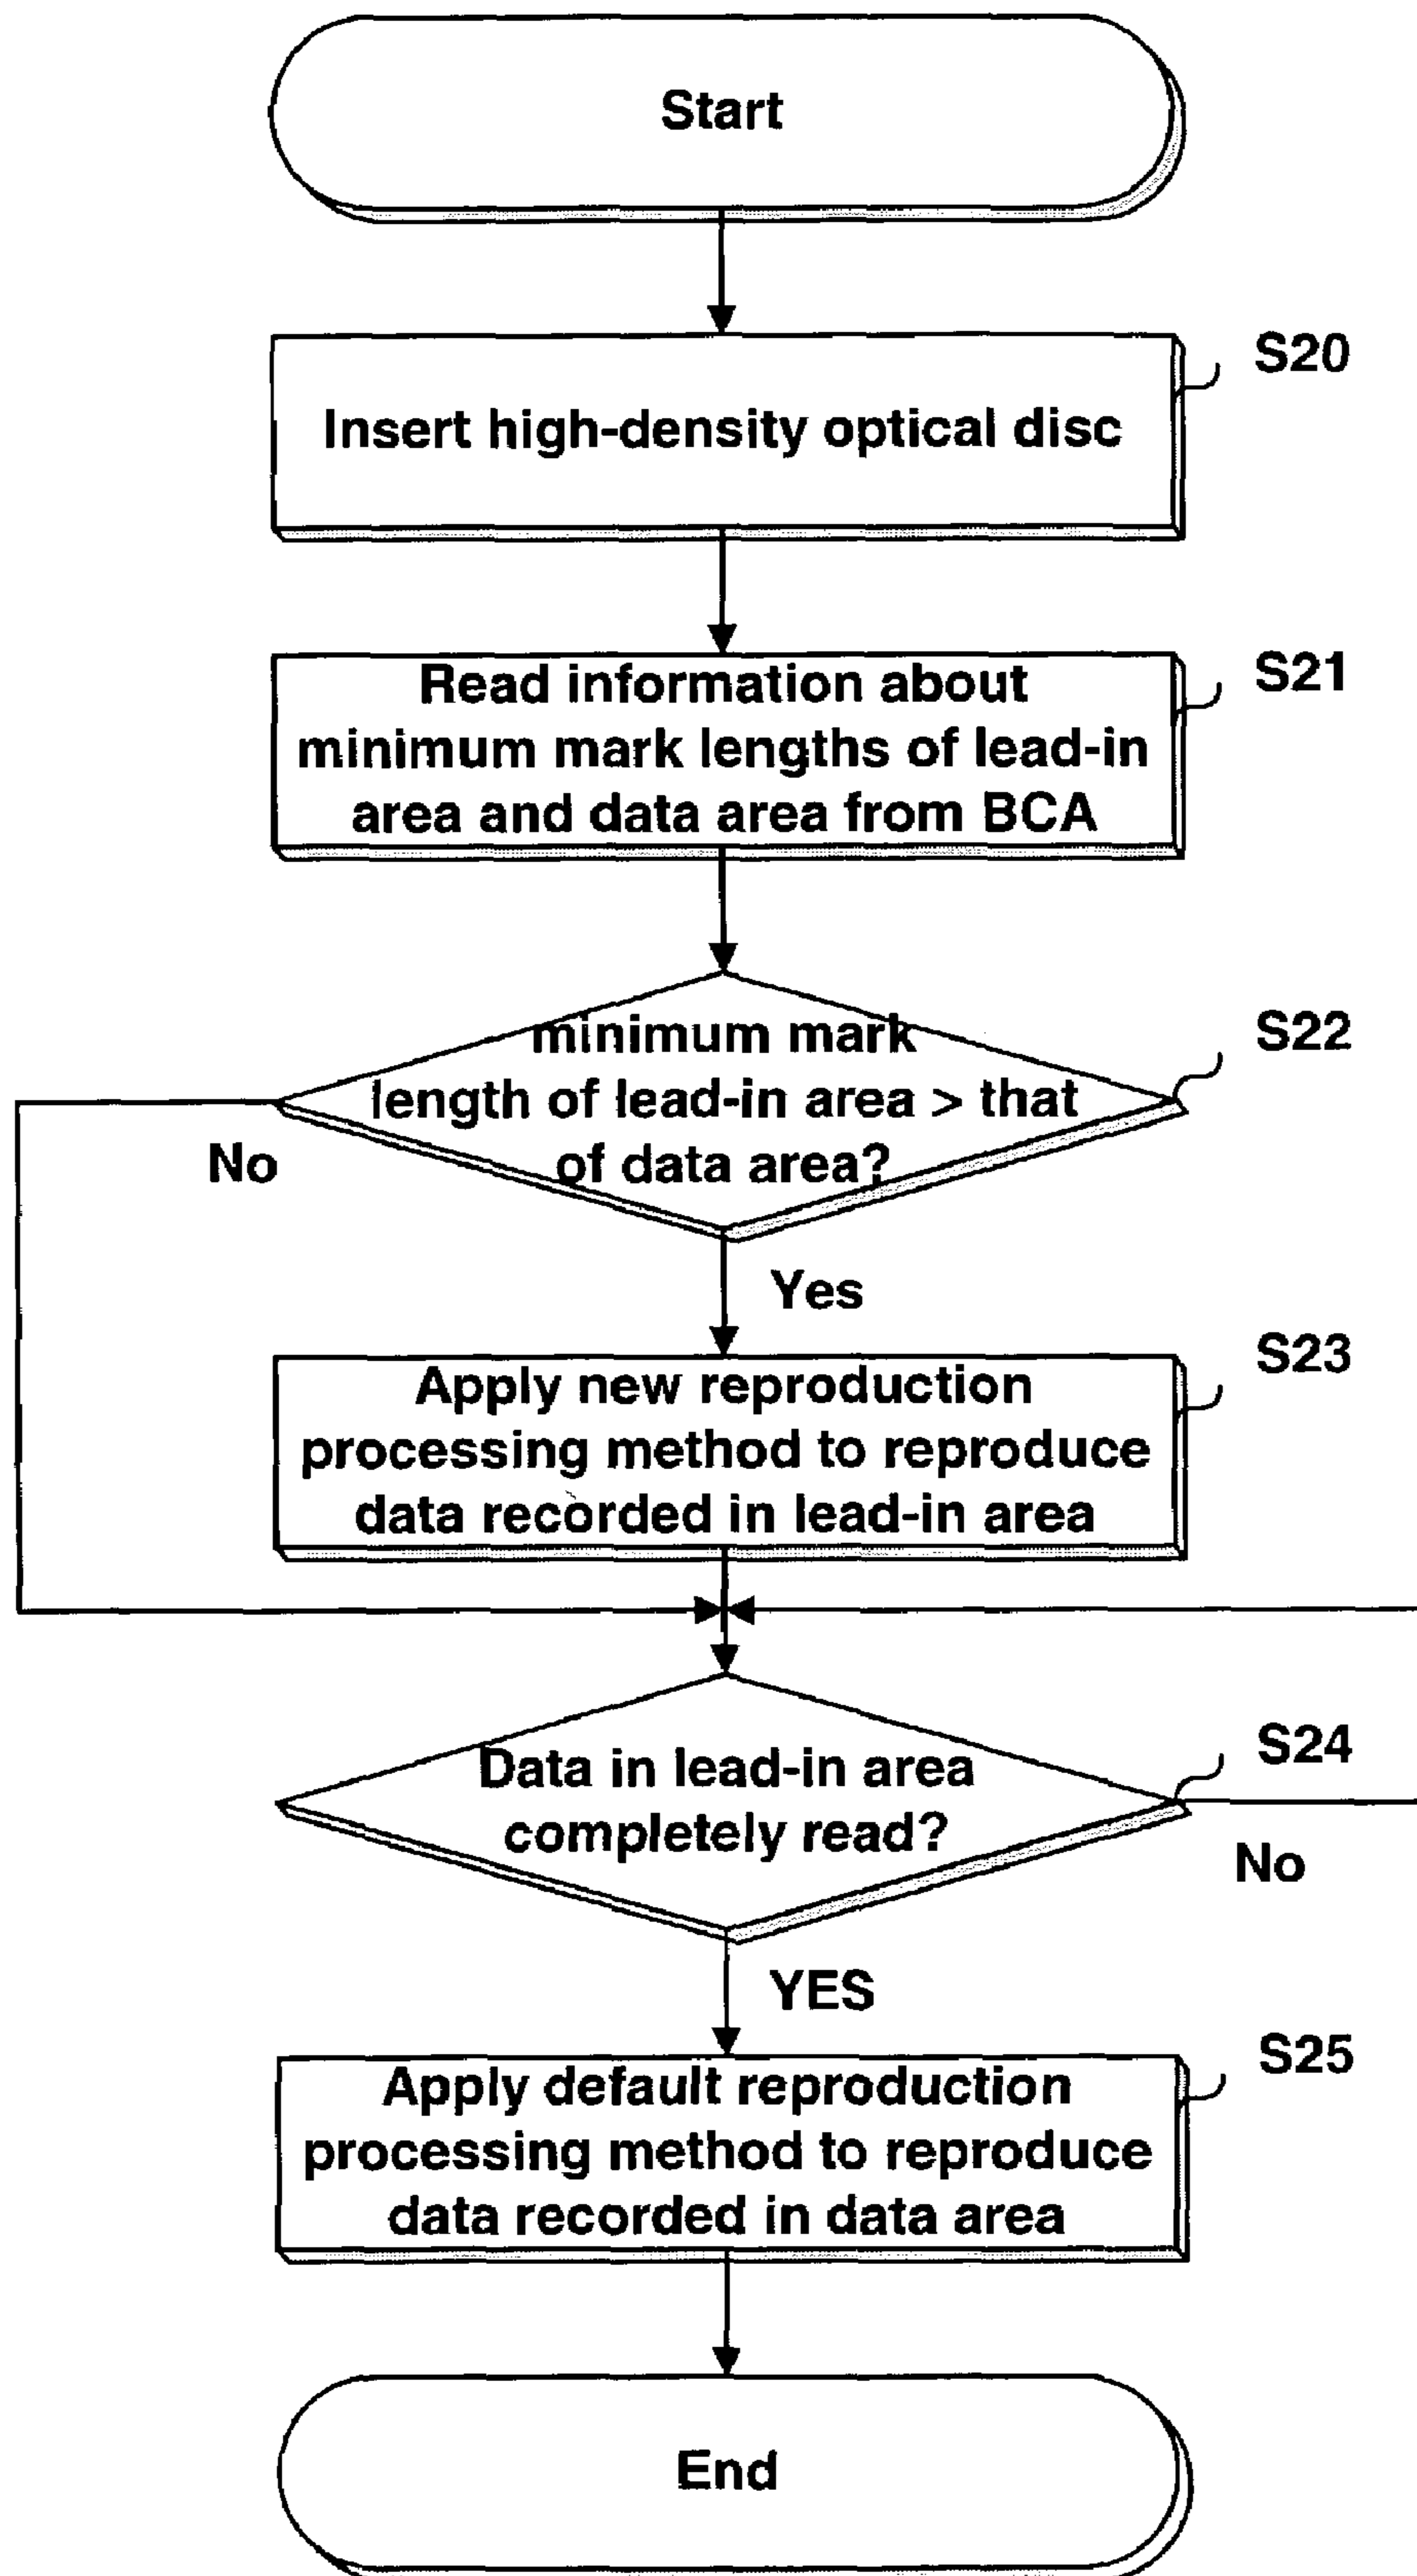 Start
S20
Insert high-density optical disc
S21
Read information about
minimum mark lengths of lead-in
area and data area from BCA
S22
minimum mark
length of lead-in area > that
of data area?
No
Yes
S23
Apply new reproduction
processing method to reproduce
data recorded in lead-in area
S24
Data in lead-in area
completely read?
No
YES
S25
Apply default reproduction
processing method to reproduce
data recorded in data area
End